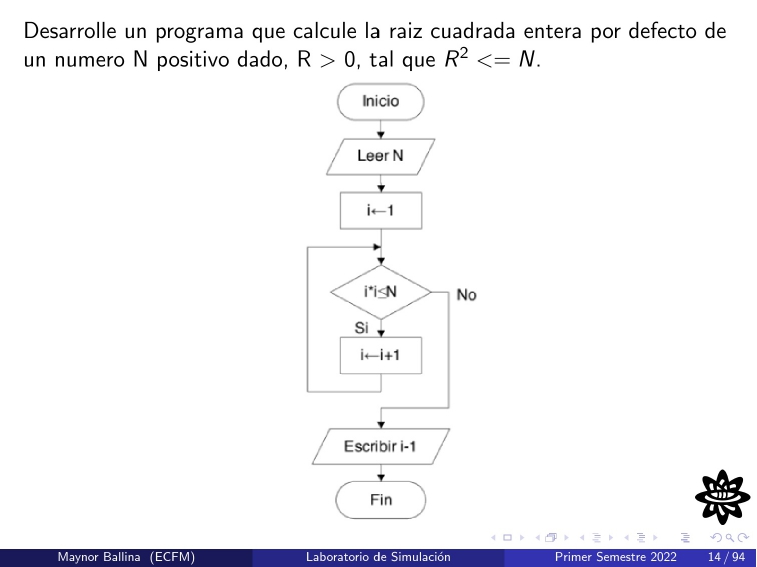 Desarrolle un programa que calcule la raiz cuadrada entera por defecto de
un numero N positivo dado, R > 0, tal que R² <= N.
Inicio
Leer N
i←1
i*i≤N
No
Si
i←i+1
Escribir i-1
Fin
Maynor Ballina (ECFM) Laboratorio de Simulación Primer Semestre 2022 14 / 94